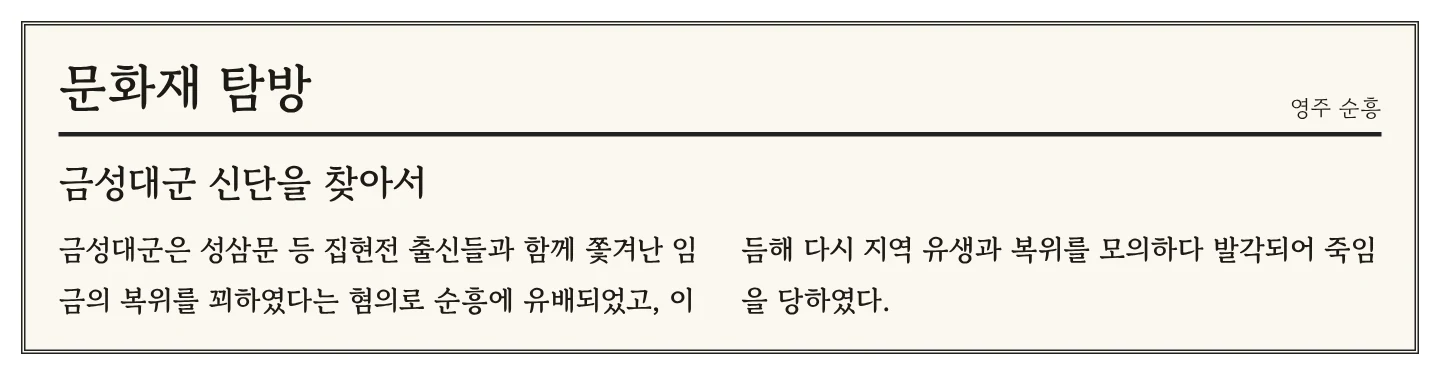 문화재 탐방
영주 순흥
금성대군 신단을 찾아서
금성대군은 성삼문 등 집현전 출신들과 함께 쫓겨난 임
금의 복위를 꾀하였다는 혐의로 순흥에 유배되었고, 이
듬해 다시 지역 유생과 복위를 모의하다 발각되어 죽임
을 당하였다.